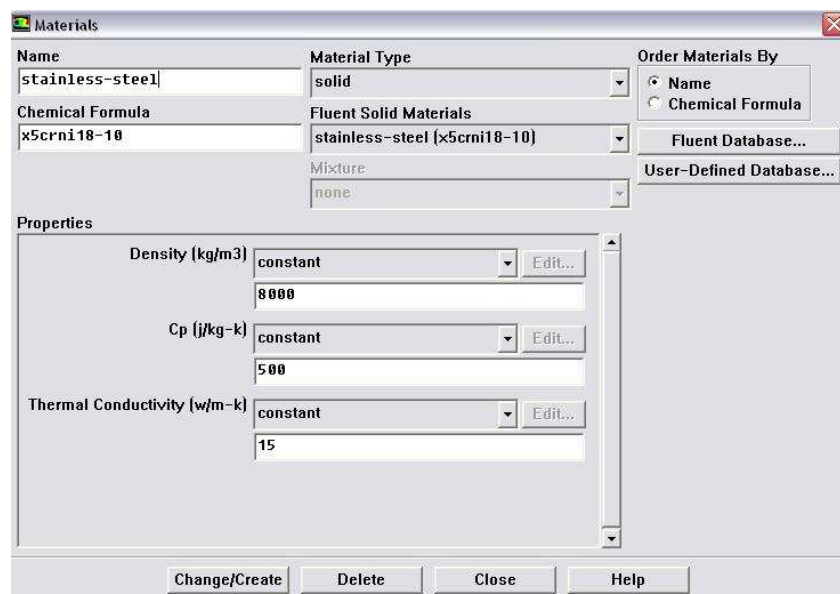 Materials
Name
stainless-steel
Chemical Formula
x5crni18-10
Material Type
solid
Fluent Solid Materials
stainless-steel (x5crni18-10)
Mixture
none
Order Materials By
Name
Chemical Formula
Fluent Database...
User-Defined Database...
Properties
Density (kg/m3) constant Edit...
8000
Cp (j/kg-k) constant Edit...
500
Thermal Conductivity (w/m-k) constant Edit...
15
Change/Create Delete Close Help